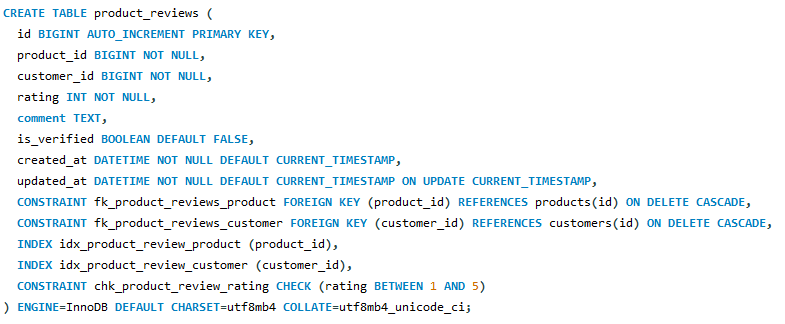 CREATE TABLE product_reviews (
  id BIGINT AUTO_INCREMENT PRIMARY KEY,
  product_id BIGINT NOT NULL,
  customer_id BIGINT NOT NULL,
  rating INT NOT NULL,
  comment TEXT,
  is_verified BOOLEAN DEFAULT FALSE,
  created_at DATETIME NOT NULL DEFAULT CURRENT_TIMESTAMP,
  updated_at DATETIME NOT NULL DEFAULT CURRENT_TIMESTAMP ON UPDATE CURRENT_TIMESTAMP,
  CONSTRAINT fk_product_reviews_product FOREIGN KEY (product_id) REFERENCES products(id) ON DELETE CASCADE,
  CONSTRAINT fk_product_reviews_customer FOREIGN KEY (customer_id) REFERENCES customers(id) ON DELETE CASCADE,
  INDEX idx_product_review_product (product_id),
  INDEX idx_product_review_customer (customer_id),
  CONSTRAINT chk_product_review_rating CHECK (rating BETWEEN 1 AND 5)
) ENGINE=InnoDB DEFAULT CHARSET=utf8mb4 COLLATE=utf8mb4_unicode_ci;